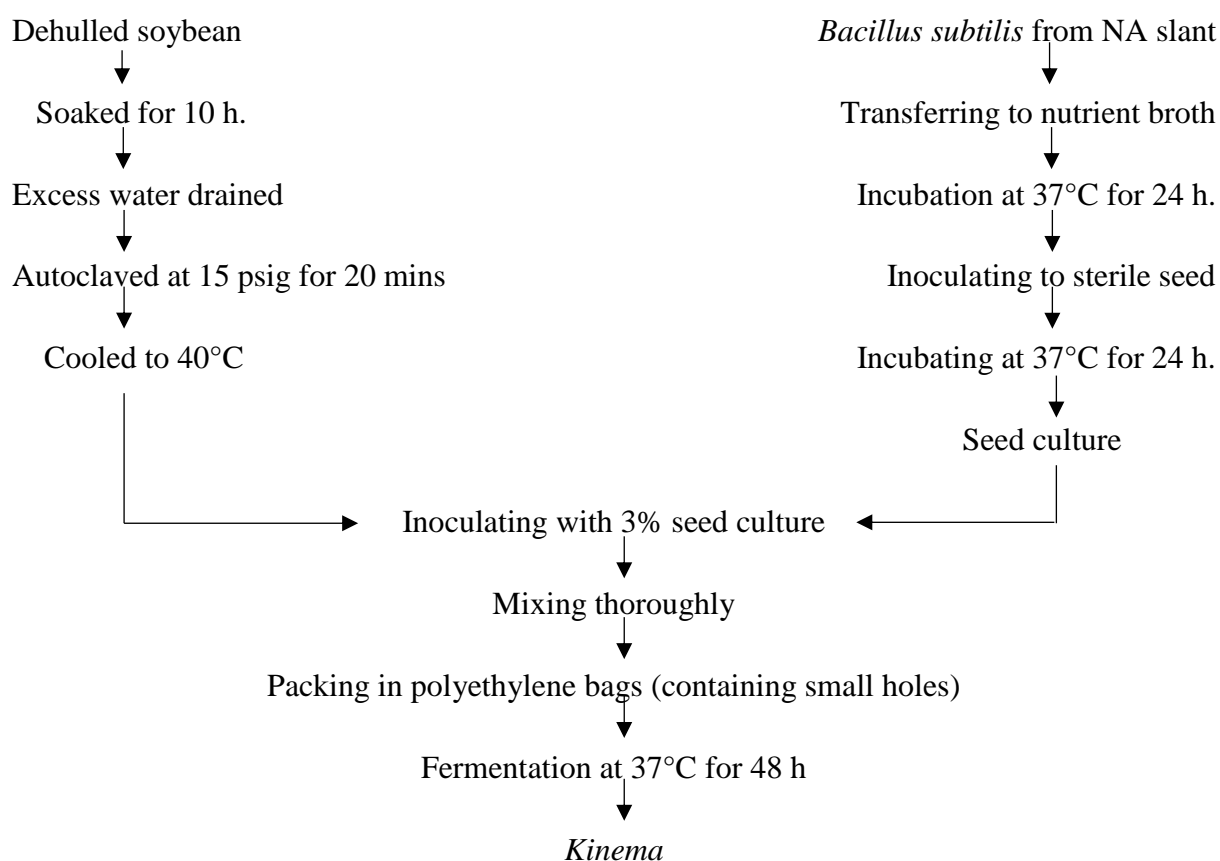 Dehulled soybean
Soaked for 10 h.
Excess water drained
Autoclaved at 15 psig for 20 mins
Cooled to 40°C
Bacillus subtilis from NA slant
Transferring to nutrient broth
Incubation at 37°C for 24 h.
Inoculating to sterile seed
Incubating at 37°C for 24 h.
Seed culture
Inoculating with 3% seed culture
Mixing thoroughly
Packing in polyethylene bags (containing small holes)
Fermentation at 37°C for 48 h
Kinema